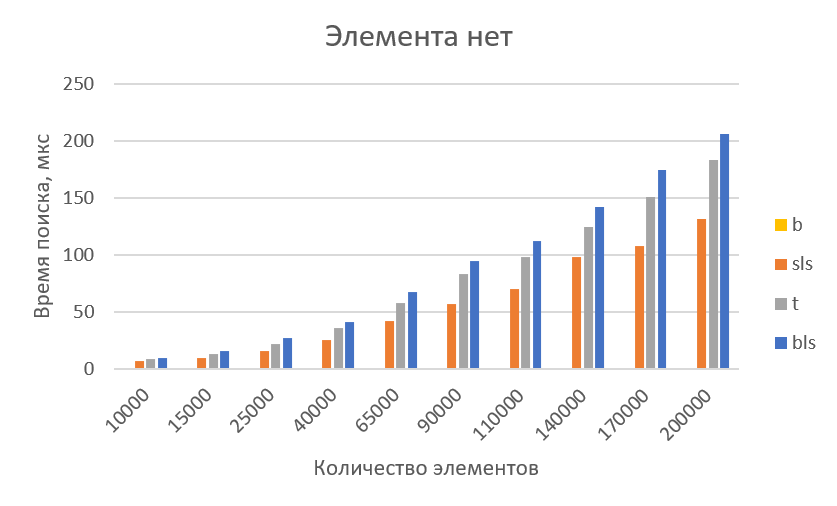 Элемента нет
250
200
150
100
50
0
Время поиска, мкс
10000
15000
25000
40000
65000
90000
110000
140000
170000
200000
Количество элементов
b
sls
t
bls